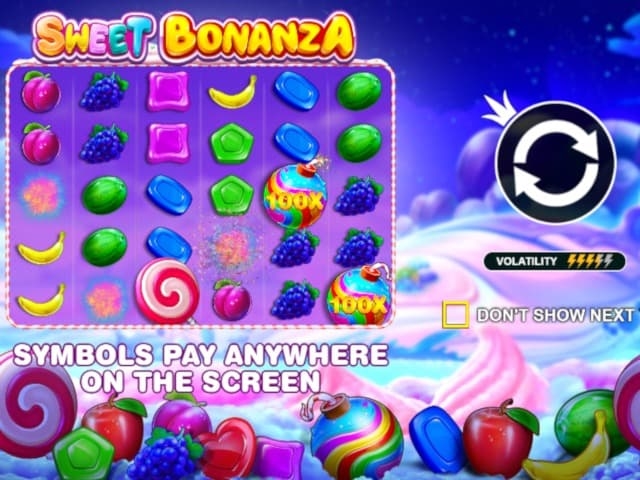 SWEET BONANZA
100X
100X
VOLATILITY
DON'T SHOW NEXT
SYMBOLS PAY ANYWHERE
ON THE SCREEN